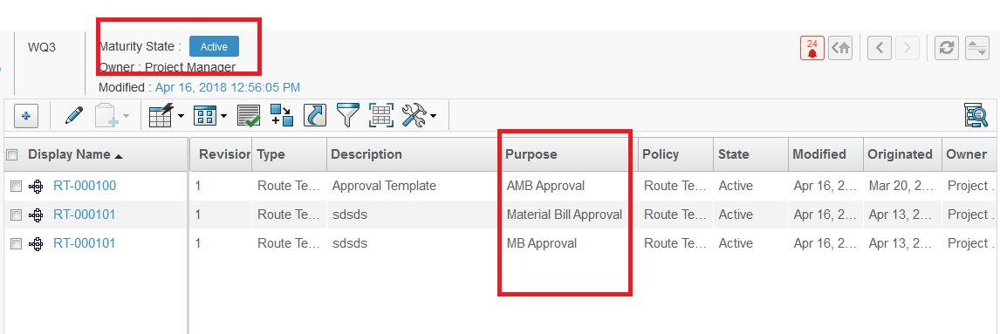 WQ3
Maturity State : Active
Owner : Project Manager
Modified : Apr 16, 2018 12:56:05 PM
24
Display Name Revision Type Description Purpose Policy State Modified Originated Owner
RT-000100 1 Route Te... Approval Template AMB Approval Route Te... Active Apr 16, 2... Mar 20, 2... Project ...
RT-000101 1 Route Te... sdsds Material Bill Approval Route Te... Active Apr 16, 2... Apr 13, 2... Project ...
RT-000101 1 Route Te... sdsds MB Approval Route Te... Active Apr 16, 2... Apr 13, 2... Project ...